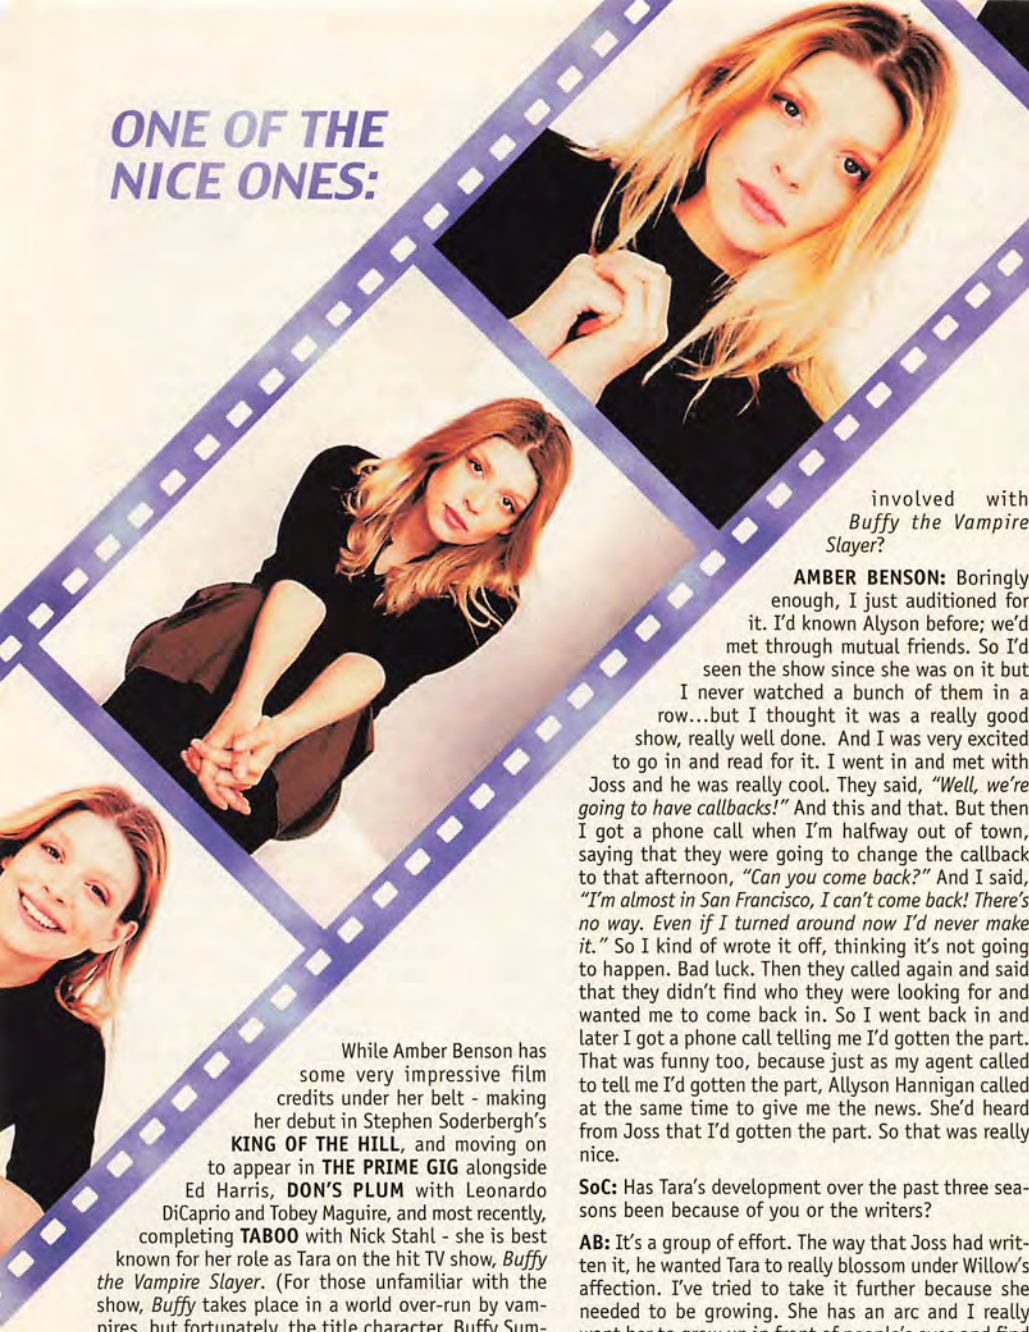 ONE OF THE
NICE ONES:
While Amber Benson has
some very impressive film
credits under her belt - making
her debut in Stephen Soderbergh's
KING OF THE HILL, and moving on
to appear in THE PRIME GIG alongside
Ed Harris, DON'S PLUM with Leonardo
DiCaprio and Tobey Maguire, and most recently,
completing TABOO with Nick Stahl - she is best
known for her role as Tara on the hit TV show, Buffy
the Vampire Slayer. (For those unfamiliar with the
show, Buffy takes place in a world over-run by vam-
pires, but fortunately, the title character, Buffy Sum-
involved with
Buffy the Vampire
Slayer?
AMBER BENSON: Boringly
enough, I just auditioned for
it. I'd known Alyson before; we'd
met through mutual friends. So I'd
seen the show since she was on it but
I never watched a bunch of them in a
row...but I thought it was a really good
show, really well done. And I was very excited
to go in and read for it. I went in and met with
Joss and he was really cool. They said, "Well, we're
going to have callbacks!" And this and that. But then
I got a phone call when I'm halfway out of town,
saying that they were going to change the callback
to that afternoon, "Can you come back?" And I said,
"I'm almost in San Francisco, I can't come back! There's
no way. Even if I turned around now I'd never make
it." So I kind of wrote it off, thinking it's not going
to happen. Bad luck. Then they called again and said
that they didn't find who they were looking for and
wanted me to come back in. So I went back in and
later I got a phone call telling me I'd gotten the part.
That was funny too, because just as my agent called
to tell me I'd gotten the part, Allyson Hannigan called
at the same time to give me the news. She'd heard
from Joss that I'd gotten the part. So that was really
nice.
SoC: Has Tara's development over the past three sea-
sons been because of you or the writers?
AB: It's a group of effort. The way that Joss had writ-
ten it, he wanted Tara to really blossom under Willow's
affection. I've tried to take it further because she
needed to be growing. She has an arc and I really